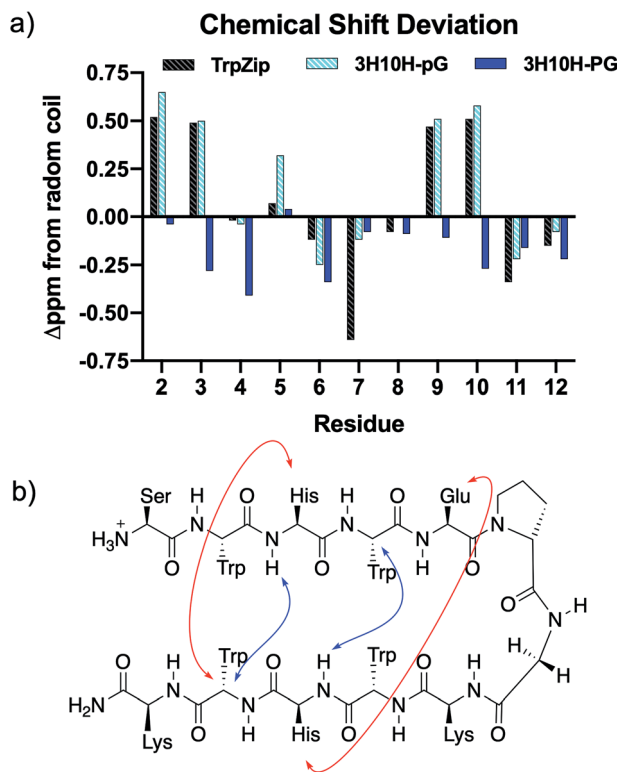 a)
Chemical Shift Deviation
TrpZip 3H10H-pG 3H10H-PG
Δppm from radom coil
0.75
0.50
0.25
0.00
-0.25
-0.50
-0.75
2 3 4 5 6 7 8 9 10 11 12
Residue
b)
Ser H O His H O Glu
N N N
H₃N⁺ N N
O Trp H O Trp H O
O N H
H H
O H Trp O H Trp O H
H₂N N N N
N N
Lys O H His O H Lys O